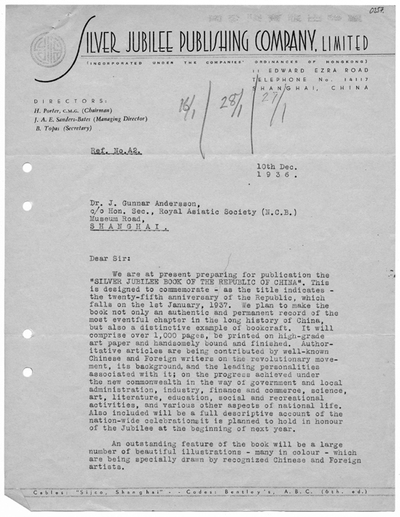 0257.
SILVER JUBILEE PUBLISHING COMPANY, LIMITED
(INCORPORATED UNDER THE COMPANIES' ORDINANCES OF HONGKONG)
11 EDWARD EZRA ROAD
TELEPHONE No. 16117
SHANGHAI, CHINA
DIRECTORS:
H. Porter, C.M.G. (Chairman)
J. A. E. Sanders-Bates (Managing Director)
B. Topas (Secretary)
28/1 27/1
Ref. No.A2.
10th Dec.
1936.
Dr. J. Gunnar Andersson,
c/o Hon. Sec., Royal Asiatic Society (N.C.B.)
Museum Road,
SHANGHAI.
Dear Sir:
We are at present preparing for publication the
"SILVER JUBILEE BOOK OF THE REPUBLIC OF CHINA". This
is designed to commemorate - as the title indicates -
the twenty-fifth anniversary of the Republic, which
falls on the 1st January, 1937. We plan to make the
book not only an authentic and permanent record of the
most eventful chapter in the long history of China,
but also a distinctive example of bookcraft. It will
comprise over 1,000 pages, be printed on high-grade
art paper and handsomely bound and finished. Author-
itative articles are being contributed by well-known
Chinese and Foreign writers on the revolutionary move-
ment, its background, and the leading personalities
associated with it; on the progress achieved under
the new commonwealth in the way of government and local
administration, industry, finance and commerce, science,
art, literature, education, social and recreational
activities, and various other aspects of national life.
Also included will be a full descriptive account of the
nation-wide celebrationsit is planned to hold in honour
of the Jubilee at the beginning of next year.
An outstanding feature of the book will be a large
number of beautiful illustrations - many in colour - which
are being specially drawn by recognized Chinese and Foreign
artists.
Cables: "Sijco, Shanghai" - Codes: Bentley's, A.B.C. (6th. ed.)